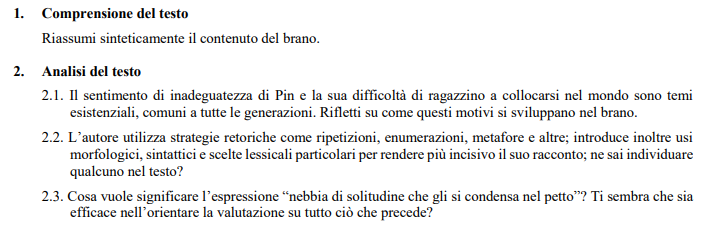 1. Comprensione del testo
Riassumi sinteticamente il contenuto del brano.
2. Analisi del testo
2.1. Il sentimento di inadeguatezza di Pin e la sua difficoltà di ragazzino a collocarsi nel mondo sono temi
esistenziali, comuni a tutte le generazioni. Rifletti su come questi motivi si sviluppano nel brano.
2.2. L’autore utilizza strategie retoriche come ripetizioni, enumerazioni, metafore e altre; introduce inoltre usi
morfologici, sintattici e scelte lessicali particolari per rendere più incisivo il suo racconto; ne sai individuare
qualcuno nel testo?
2.3. Cosa vuole significare l’espressione “nebbia di solitudine che gli si condensa nel petto”? Ti sembra che sia
efficace nell’orientare la valutazione su tutto ciò che precede?